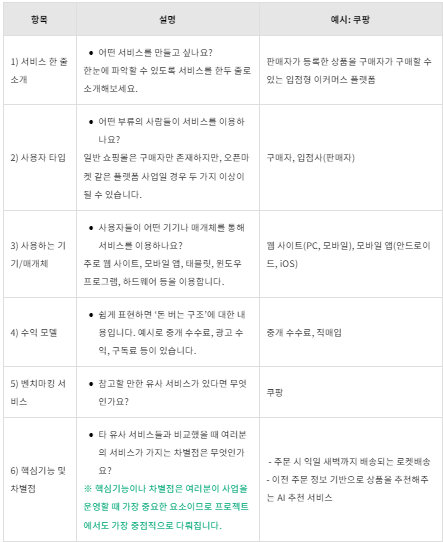 항목 설명 예시: 쿠팡
1) 서비스 한 줄
소개
● 어떤 서비스를 만들고 싶나요?
한눈에 파악할 수 있도록 서비스를 한두 줄로
소개해보세요.
판매자가 등록한 상품을 구매자가 구매할 수
있는 입점형 이커머스 플랫폼
2) 사용자 타입
● 어떤 부류의 사람들이 서비스를 이용하
나요?
일반 쇼핑몰은 구매자만 존재하지만, 오픈마
켓 같은 플랫폼 사업일 경우 두 가지 이상이
될 수 있습니다.
구매자, 입점사(판매자)
3) 사용하는 기
기/매개체
● 사용자들이 어떤 기기나 매개체를 통해
서비스를 이용하나요?
주로 웹 사이트, 모바일 앱, 태블릿, 윈도우
프로그램, 하드웨어 등을 이용합니다.
웹 사이트(PC, 모바일), 모바일 앱(안드로이
드, iOS)
4) 수익 모델
● 쉽게 표현하면 '돈 버는 구조'에 대한 내
용입니다. 예시로 중개 수수료, 광고 수
익, 구독료 등이 있습니다.
중개 수수료, 직매입
5) 벤치마킹 서
비스
● 참고할 만한 유사 서비스가 있다면 무엇
인가요?
쿠팡
6) 핵심기능 및
차별점
● 타 유사 서비스들과 비교했을 때 여러분
의 서비스가 가지는 차별점은 무엇인가
요?
※ 핵심기능이나 차별점은 여러분이 사업을
운영할 때 가장 중요한 요소이므로 프로젝트
에서도 가장 중점적으로 다뤄집니다.
- 주문 시 익일 새벽까지 배송되는 로켓배송
- 이전 주문 정보 기반으로 상품을 추천해주
는 AI 추천 서비스